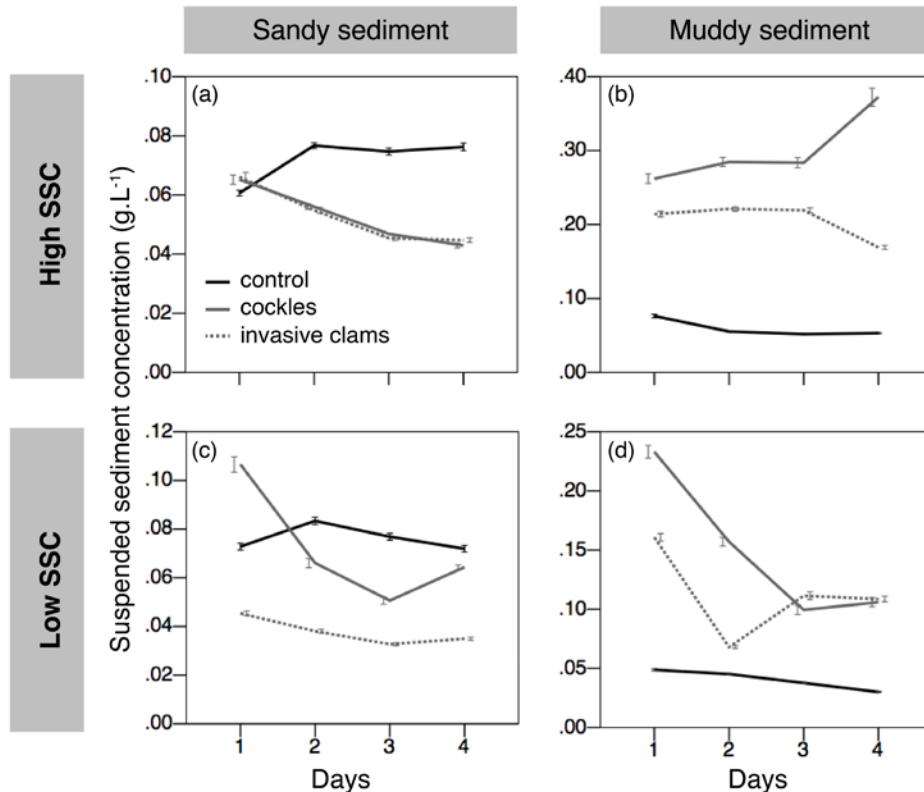 Sandy sediment
Muddy sediment
High SSC
Low SSC
Suspended sediment concentration (g.L⁻¹)
(a)
.10
.08
.06
.04
.02
.00
control
cockles
invasive clams
(b)
.40
.30
.20
.10
.00
(c)
.12
.10
.08
.06
.04
.02
.00
1 2 3 4
Days
(d)
.25
.20
.15
.10
.05
.00
1 2 3 4
Days